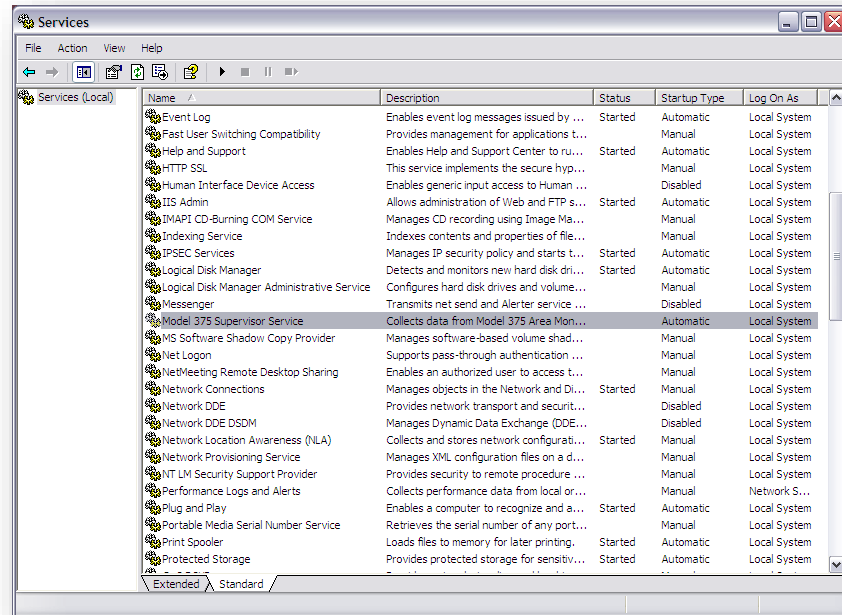 Services
File Action View Help
Services (Local)
Name Description Status Startup Type Log On As
Event Log Enables event log messages issued by ... Started Automatic Local System
Fast User Switching Compatibility Provides management for applications t... Manual Local System
Help and Support Enables Help and Support Center to ru... Started Automatic Local System
HTTP SSL This service implements the secure hyp... Manual Local System
Human Interface Device Access Enables generic input access to Human ... Disabled Local System
IIS Admin Allows administration of Web and FTP s... Started Automatic Local System
IMAPI CD-Burning COM Service Manages CD recording using Image Ma... Manual Local System
Indexing Service Indexes contents and properties of file... Manual Local System
IPSEC Services Manages IP security policy and starts t... Started Automatic Local System
Logical Disk Manager Detects and monitors new hard disk dri... Started Automatic Local System
Logical Disk Manager Administrative Service Configures hard disk drives and volume... Manual Local System
Messenger Transmits net send and Alerter service ... Disabled Local System
Model 375 Supervisor Service Collects data from Model 375 Area Mon... Automatic Local System
MS Software Shadow Copy Provider Manages software-based volume shad... Manual Local System
Net Logon Supports pass-through authentication ... Manual Local System
NetMeeting Remote Desktop Sharing Enables an authorized user to access t... Manual Local System
Network Connections Manages objects in the Network and Di... Started Manual Local System
Network DDE Provides network transport and securit... Disabled Local System
Network DDE DSDM Manages Dynamic Data Exchange (DDE... Disabled Local System
Network Location Awareness (NLA) Collects and stores network configurati... Started Manual Local System
Network Provisioning Service Manages XML configuration files on a d... Manual Local System
NT LM Security Support Provider Provides security to remote procedure ... Manual Local System
Performance Logs and Alerts Collects performance data from local or... Manual Network S...
Plug and Play Enables a computer to recognize and a... Started Automatic Local System
Portable Media Serial Number Service Retrieves the serial number of any port... Manual Local System
Print Spooler Loads files to memory for later printing. Started Automatic Local System
Protected Storage Provides protected storage for sensitiv... Started Automatic Local System
Extended Standard